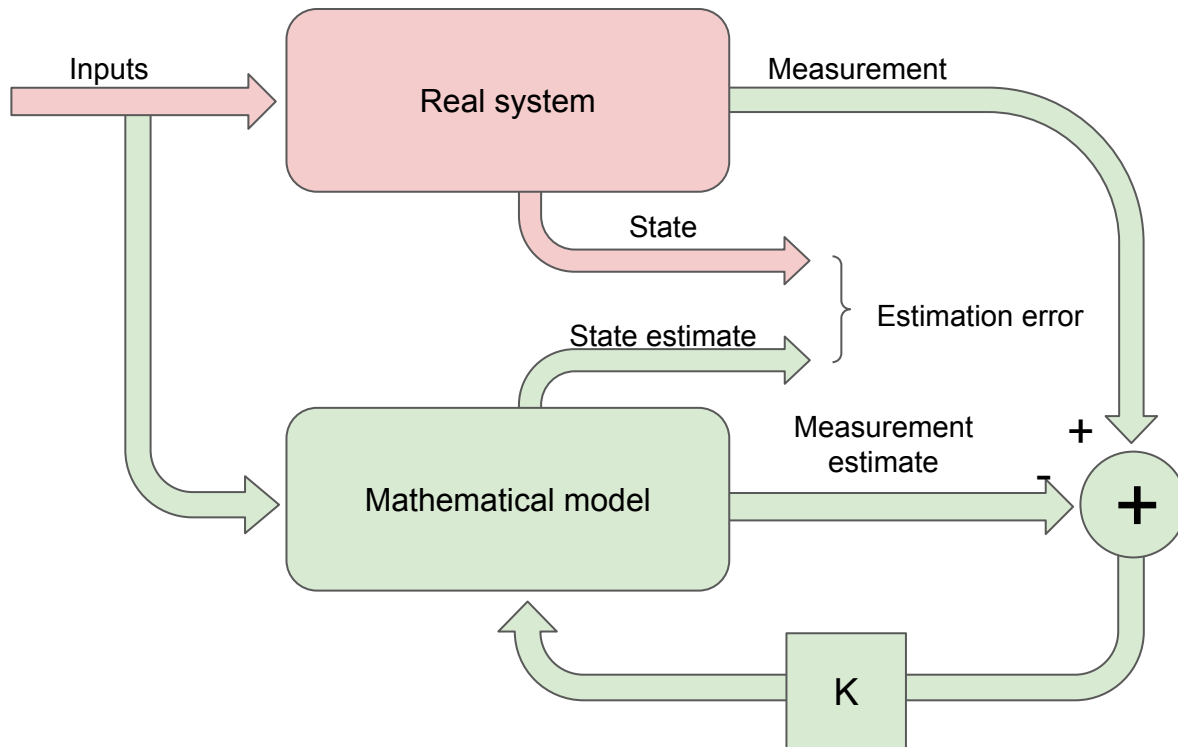 Inputs
Real system
Measurement
State
Estimation error
State estimate
Measurement
estimate
+
-
+
Mathematical model
K